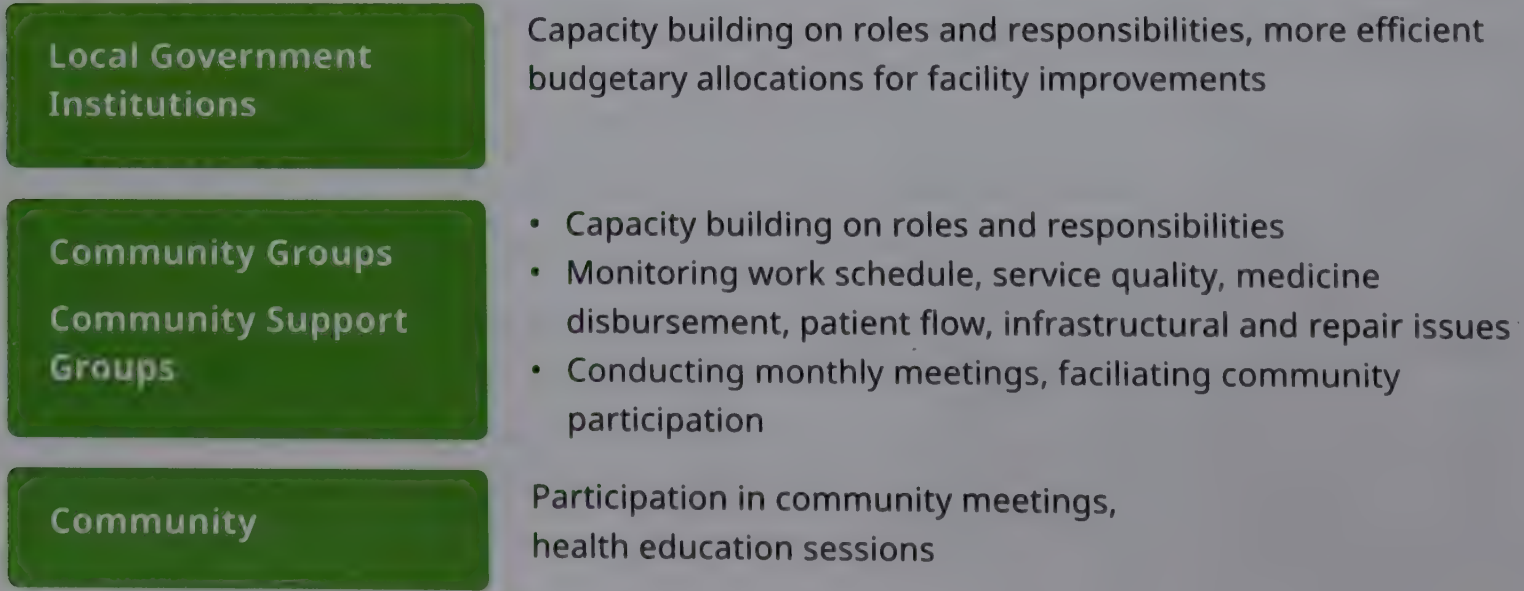 Local Government
Institutions
Capacity building on roles and responsibilities, more efficient
budgetary allocations for facility improvements
Community Groups
Community Support
Groups
• Capacity building on roles and responsibilities
• Monitoring work schedule, service quality, medicine
disbursement, patient flow, infrastructural and repair issues
• Conducting monthly meetings, faciliating community
participation
Community
Participation in community meetings,
health education sessions